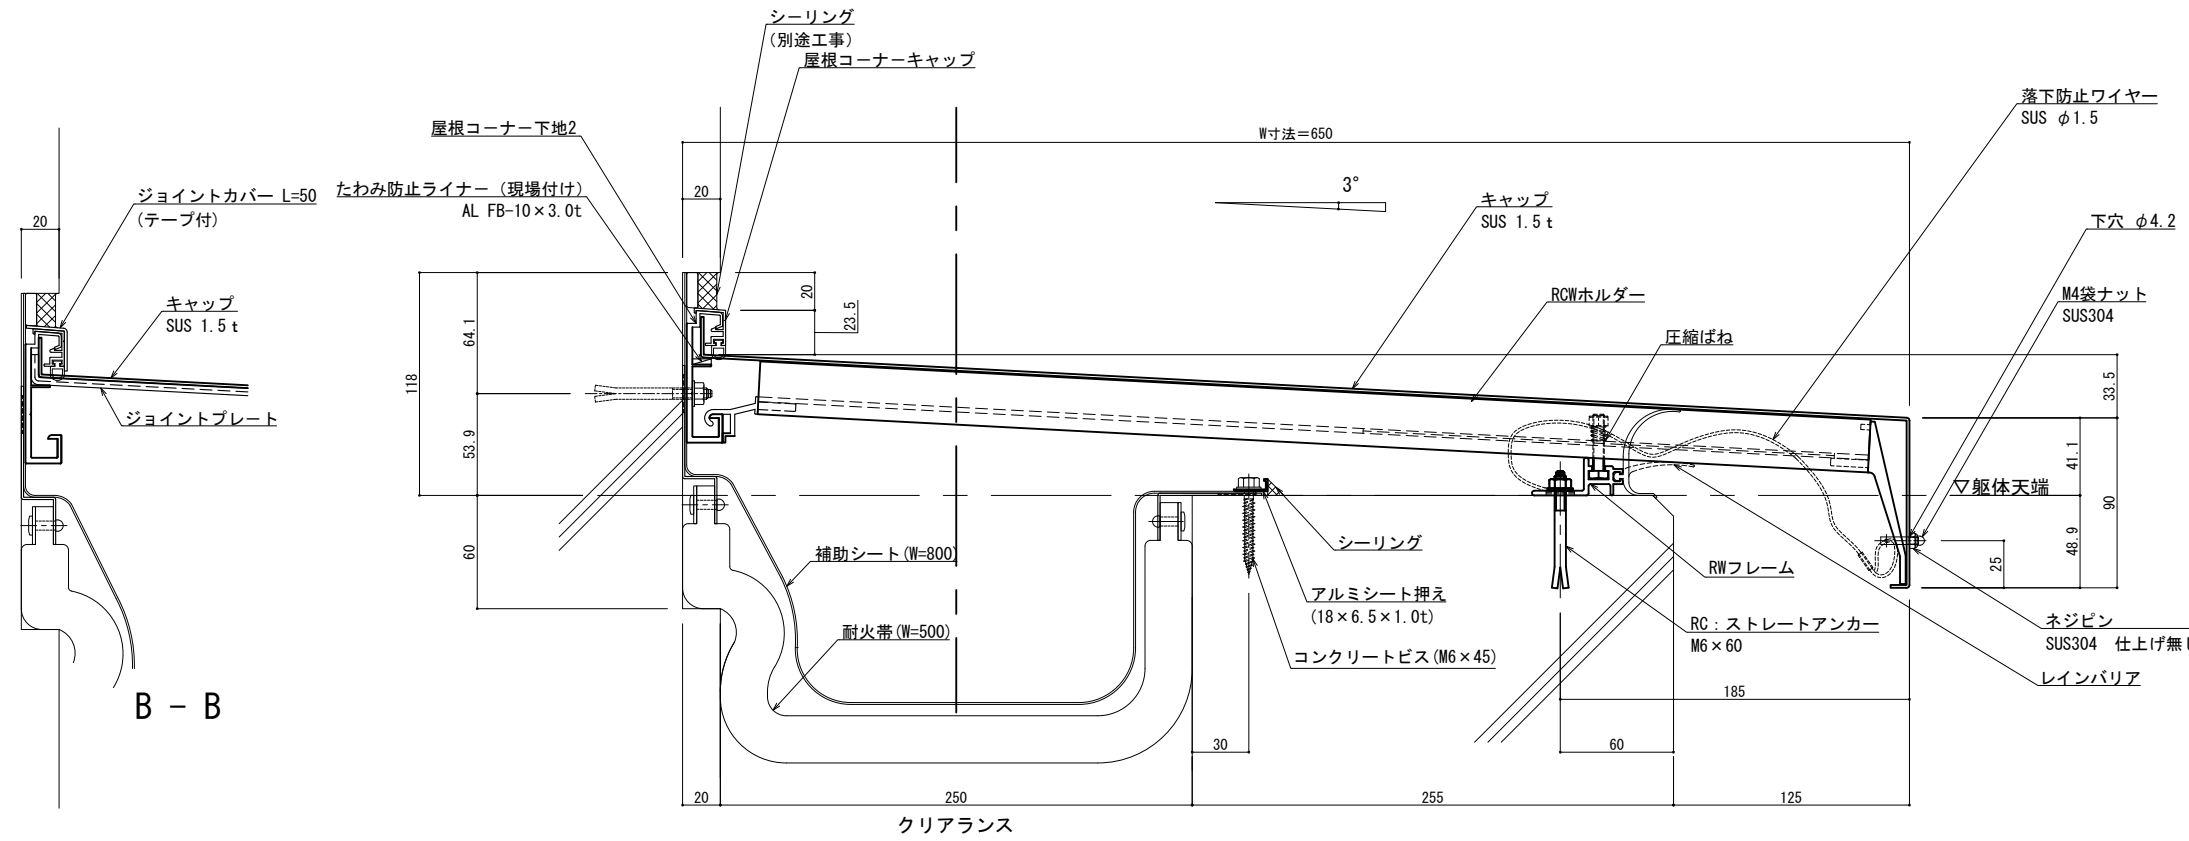 シーリング
(別途工事)
屋根コーナーキャップ
屋根コーナー下地2
たわみ防止ライナー（現場付け）
AL FB-10×3.0t
ジョイントカバー L=50
(テープ付)
20
キャップ
SUS 1.5t
ジョイントプレート
B － B
W寸法＝650
20
3°
キャップ
SUS 1.5t
落下防止ワイヤー
SUS φ1.5
下穴 φ4.2
M4袋ナット
SUS304
RCWホルダー
圧縮ばね
20
23.5
64.1
118
53.9
60
33.5
41.1
90
48.9
25
▽躯体天端
シーリング
補助シート(W=800)
アルミシート押え
(18×6.5×1.0t)
耐火帯(W=500)
コンクリートビス(M6×45)
RWフレーム
RC：ストレートアンカー
M6×60
ネジピン
SUS304　仕上げ無し
レインバリア
185
30
60
20
250
255
125
クリアランス